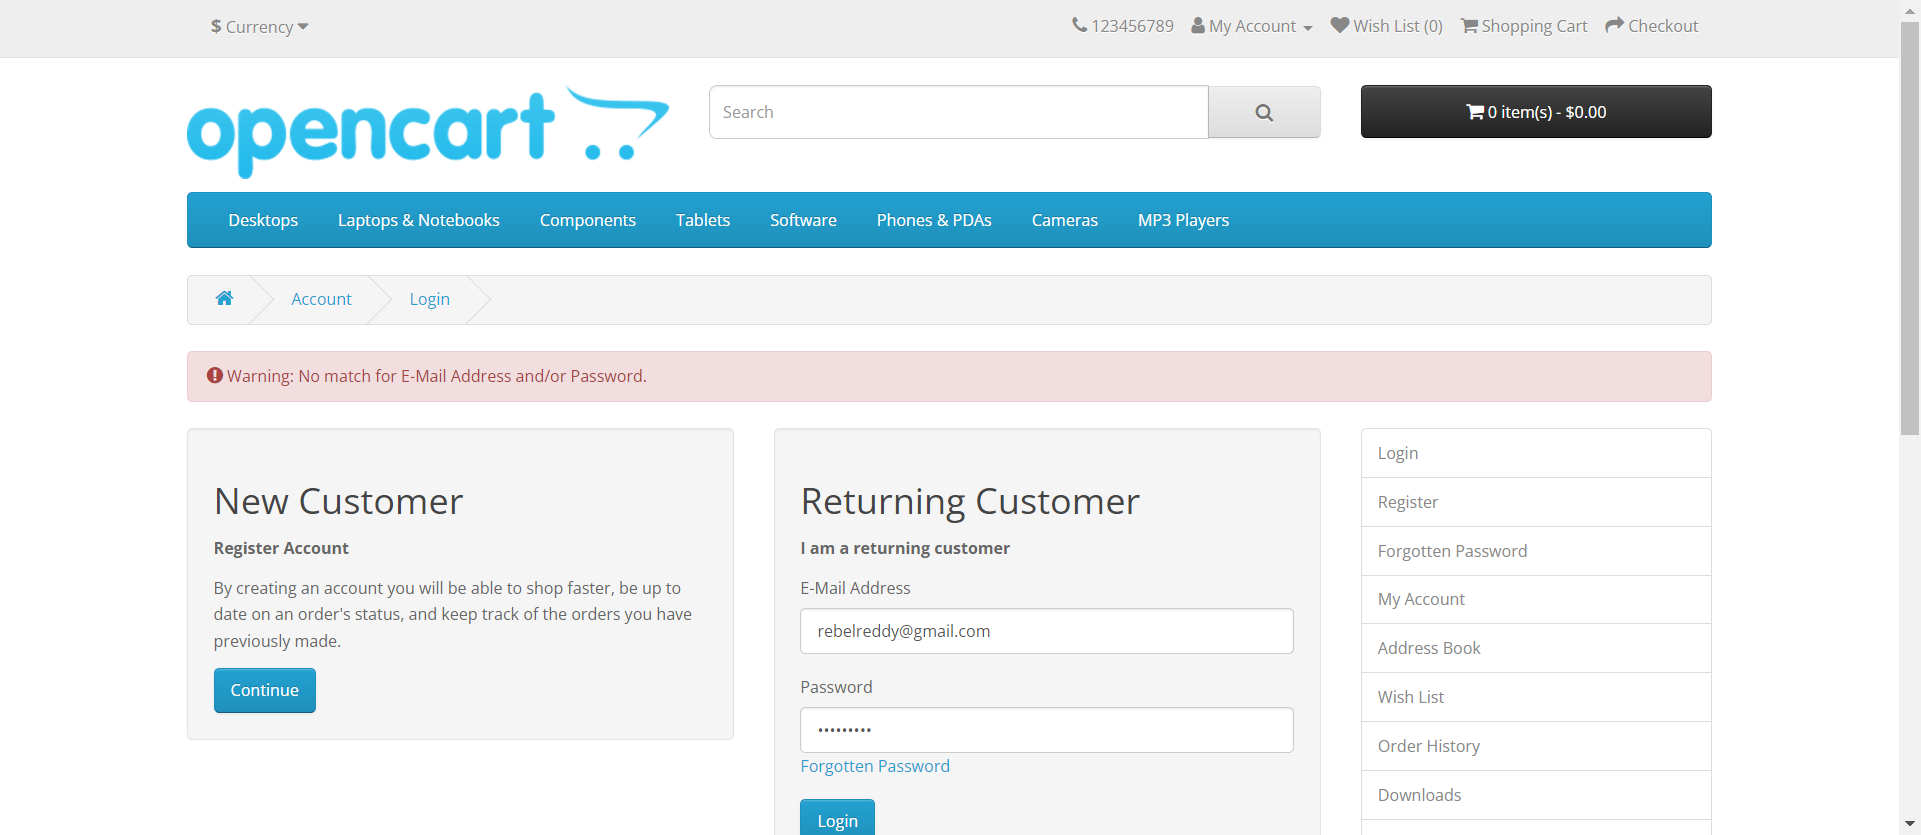 $ Currency
123456789 My Account Wish List (0) Shopping Cart Checkout
opencart
Search
0 item(s) - $0.00
Desktops Laptops & Notebooks Components Tablets Software Phones & PDAs Cameras MP3 Players
Account Login
Warning: No match for E-Mail Address and/or Password.
New Customer
Register Account
By creating an account you will be able to shop faster, be up to
date on an order's status, and keep track of the orders you have
previously made.
Continue
Returning Customer
I am a returning customer
E-Mail Address
rebelreddy@gmail.com
Password
•••••••••
Forgotten Password
Login
Login
Register
Forgotten Password
My Account
Address Book
Wish List
Order History
Downloads